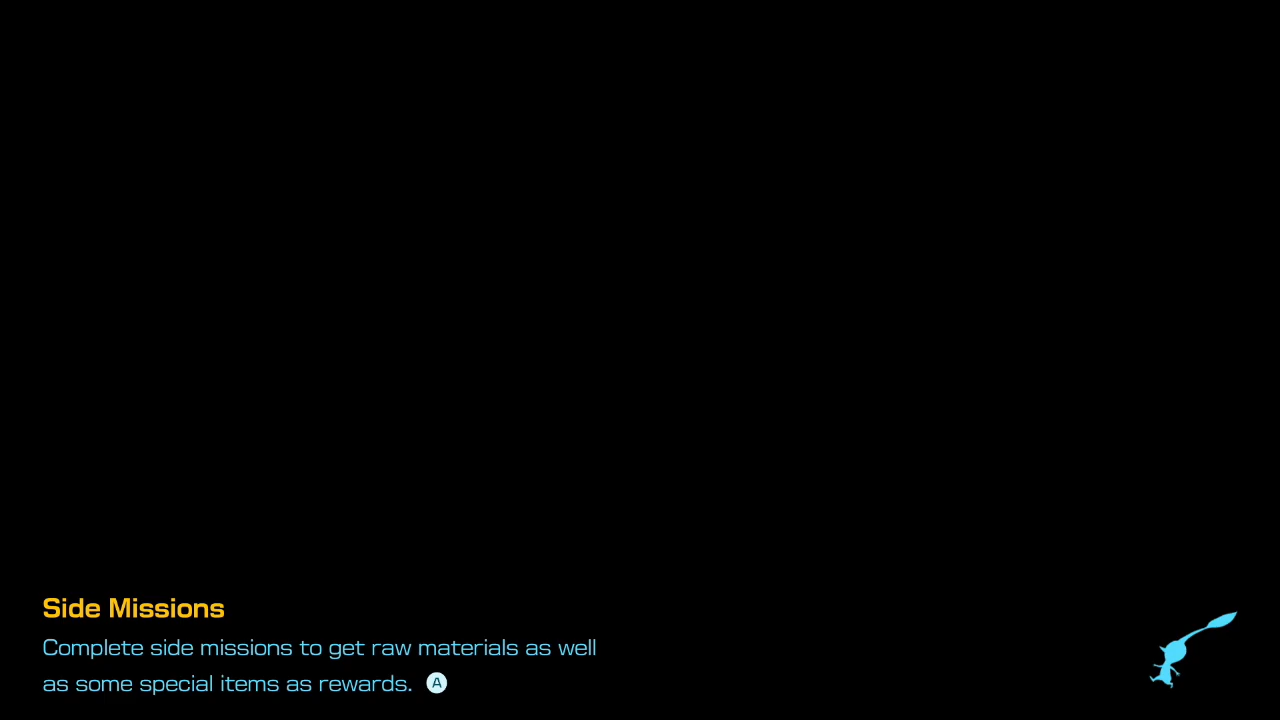 Side Missions
Complete side missions to get raw materials as well
as some special items as rewards. A